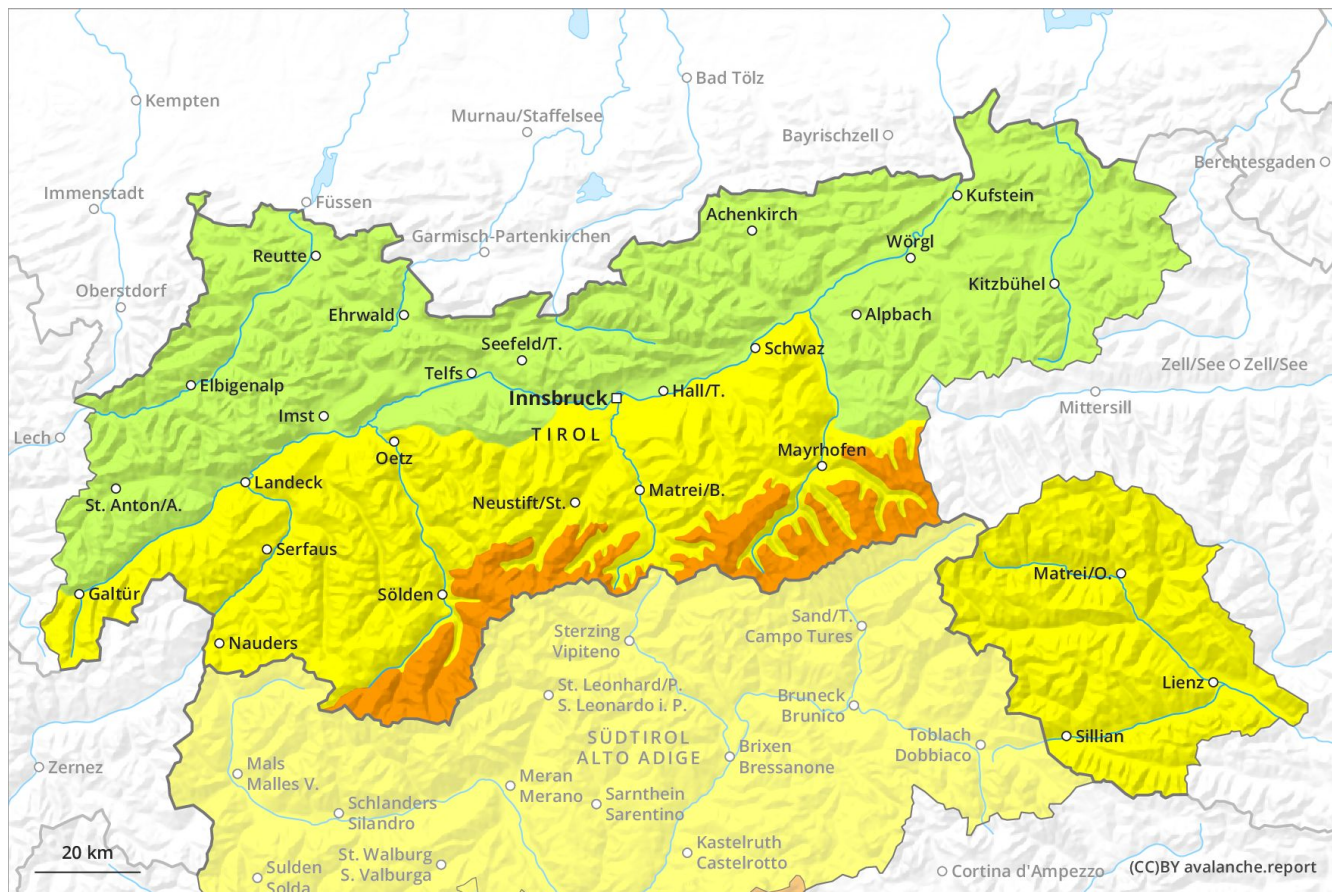 Kempten
Bad Tölz
Murnau/Staffelsee
Bayrischzell
Berchtesgaden
Immenstadt
Füssen
Kufstein
Achenkirch
Garmisch-Partenkirchen
Wörgl
Reutte
Oberstdorf
Kitzbühel
Ehrwald
Alpbach
Seefeld/T.
Schwaz
Zell/See
Zell/See
Telfs
Elbigenalp
Hall/T.
Innsbruck
Mittersill
Imst
TIROL
Lech
Oetz
Mayrhofen
Landeck
Matrei/B.
St. Anton/A.
Neustift/St.
Serfaus
Matrei/O.
Galtür
Sölden
Sand/T.
Campo Tures
Sterzing
Vipiteno
Nauders
Lienz
St. Leonhard/P.
S. Leonardo i. P.
Bruneck
Brunico
SÜDTIROL
ALTO ADIGE
Toblach
Dobbiaco
Sillian
Brixen
Bressanone
Zernez
Mals
Malles V.
Meran
Merano
Sarnthein
Sarentino
Schlanders
Silandro
20 km
St. Walburg
S. Valburga
Kastelruth
Castelrotto
Sulden
Solda
Cortina d'Ampezzo
(CC)BY avalanche.report